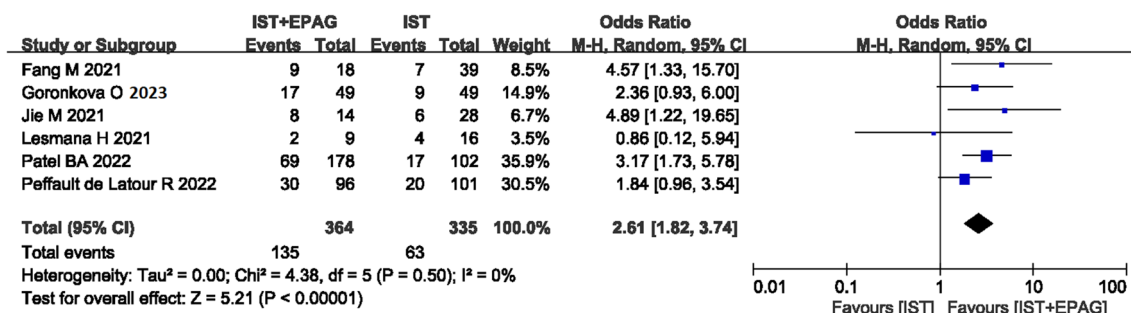 IST+EPAG IST Odds Ratio Odds Ratio
Study or Subgroup Events Total Events Total Weight M-H, Random, 95% CI M-H, Random, 95% CI
Fang M 2021 9 18 7 39 8.5% 4.57 [1.33, 15.70]
Goronkova O 2023 17 49 9 49 14.9% 2.36 [0.93, 6.00]
Jie M 2021 8 14 6 28 6.7% 4.89 [1.22, 19.65]
Lesmana H 2021 2 9 4 16 3.5% 0.86 [0.12, 5.94]
Patel BA 2022 69 178 17 102 35.9% 3.17 [1.73, 5.78]
Peffault de Latour R 2022 30 96 20 101 30.5% 1.84 [0.96, 3.54]
Total (95% CI) 364 335 100.0% 2.61 [1.82, 3.74]
Total events 135 63
Heterogeneity: Tau² = 0.00; Chi² = 4.38, df = 5 (P = 0.50); I² = 0%
Test for overall effect: Z = 5.21 (P < 0.00001)
0.01 0.1 1 10 100
Favours [IST] Favours [IST+EPAG]